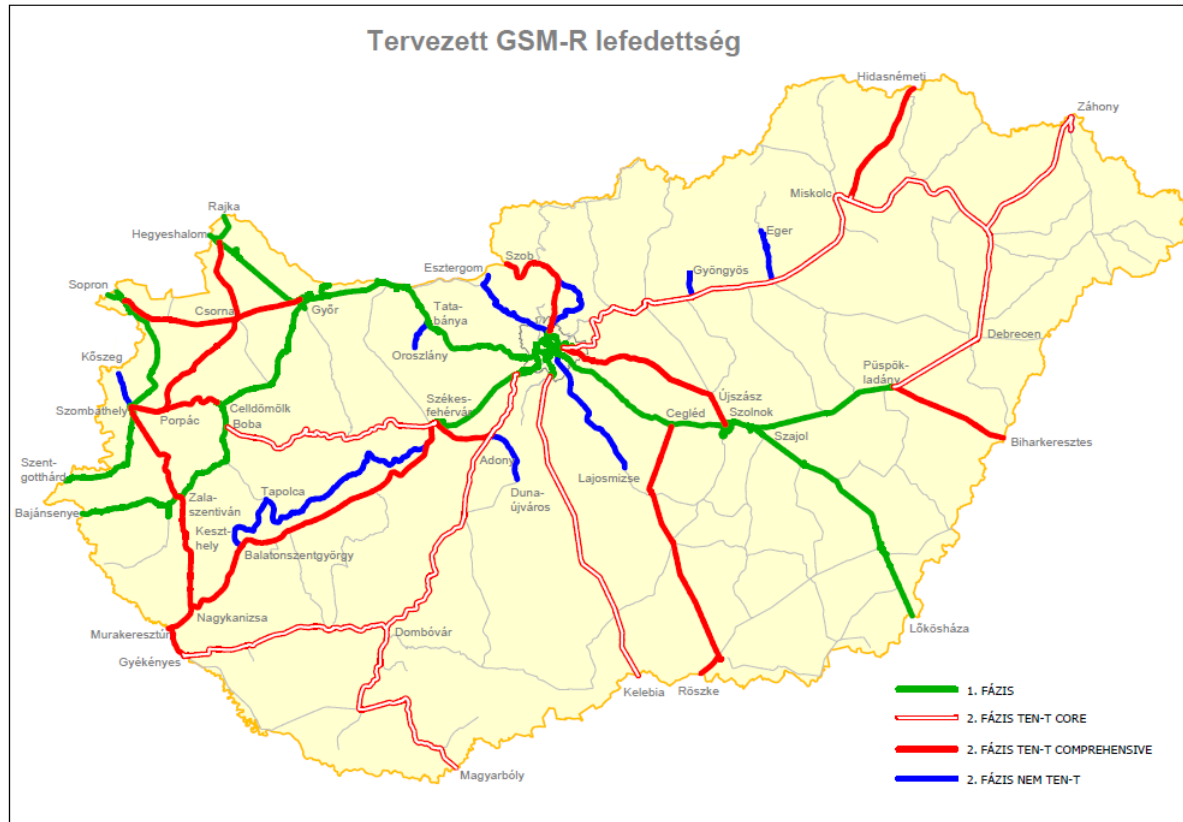 Tervezett GSM-R lefedettség
Hidasnémeti
Záhony
Miskolc
Rajka
Hegyeshalom
Eger
Szob
Esztergom
Gyöngyös
Sopron
Csorna
Győr
Tata-
bánya
Debrecen
Kőszeg
Oroszlány
Püspök-
ladány
Szombathely
Porpác
Celldömölk
Boba
Székes-
fehérvár
Cegléd
Újszász
Szolnok
Szajol
Biharkeresztes
Szent-
gotthárd
Adony
Lajosmizse
Tapolca
Duna-
újváros
Bajánsenye
Zala-
szentiván
Keszt-
hely
Balatonszentgyörgy
Nagykanizsa
Murakeresztúr
Dombóvár
Lőkösháza
Gyékényes
Kelebia
Röszke
Magyarbóly
1. FÁZIS
2. FÁZIS TEN-T CORE
2. FÁZIS TEN-T COMPREHENSIVE
2. FÁZIS NEM TEN-T